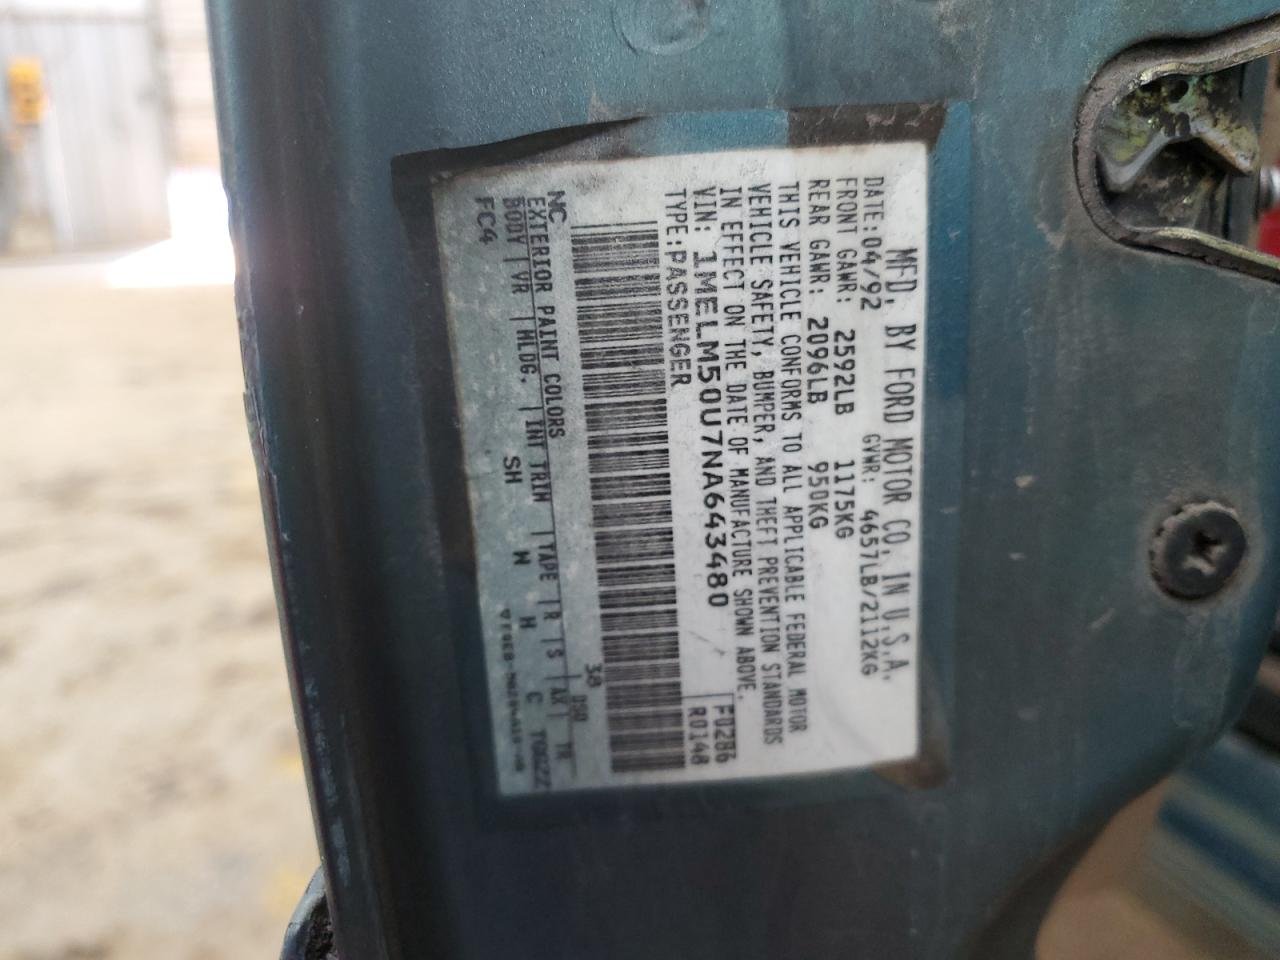 MFD. BY FORD MOTOR CO. IN U.S.A.
DATE: 04/92 GVWR: 4657LB/2112KG
FRONT GAWR: 2592LB 1175KG
REAR GAWR: 2096LB 950KG
THIS VEHICLE CONFORMS TO ALL APPLICABLE FEDERAL MOTOR
VEHICLE SAFETY, BUMPER, AND THEFT PREVENTION STANDARDS
IN EFFECT ON THE DATE OF MANUFACTURE SHOWN ABOVE.
VIN: 1MELM50U7NA643480 F0286
TYPE: PASSENGER R0148
NC 30
EXTERIOR PAINT COLORS DSO
BODY VR MLDG. INT TRIM TAPE R S AX TR
FC4 SH W H C